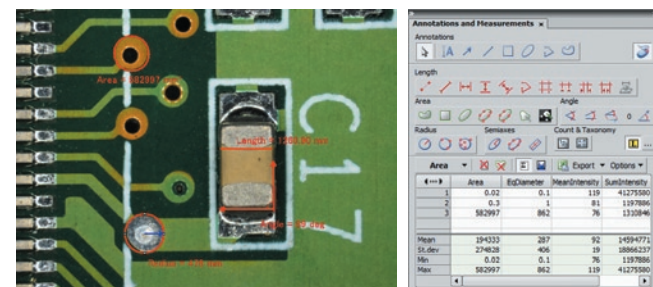 Area = 582997
C17
Annotations and Measurements
Annotations
A
Length
Area Angle
Radius Semiaxes Count & Taxonomy
Area Export Options
Area EqDiameter MeanIntensity SumIntensity
1 0.02 0.1 119 41275580
2 0.3 1 81 1197886
3 582997 862 76 1310846
Mean 194333 287 92 14594771
St.dev 274828 406 19 18866237
Min 0.02 0.1 76 1197886
Max 582997 862 119 41275580